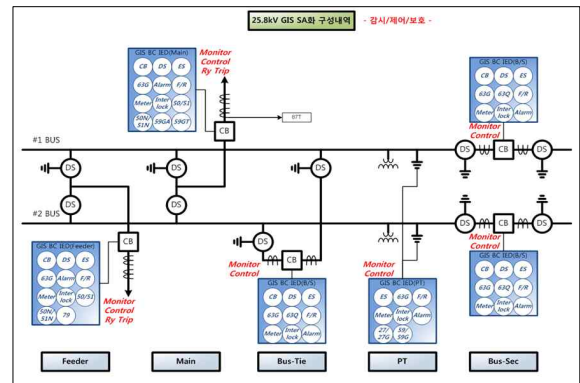 25.8kV GIS SA화 구성내역
- 감시/제어/보호 -
GIS BC IED(Main)
CB DS ES
63G Alarm F/R
Meter Inter lock 50/51
50N/51N 59GA 59GT
Monitor
Control
Ry Trip
CB
87T
GIS BC IED(B/S)
CB DS ES
63G 63Q F/R
Meter Inter lock Alarm
Monitor
Control
#1 BUS
DS CB DS
DS DS
DS
DS DS
#2 BUS
DS CB DS
CB
DS
CB
GIS BC IED(Feeder)
CB DS ES
63G Alarm F/R
Meter Inter lock 50/51
50N/51N 79
Monitor
Control
Ry Trip
Monitor
Control
GIS BC IED(B/S)
CB DS ES
63G 63Q F/R
Meter Inter lock Alarm
Monitor
Control
GIS BC IED(PT)
ES 63G F/R
Meter Inter lock Alarm
27/27G 59/59G
Monitor
Control
GIS BC IED(B/S)
CB DS ES
63G 63Q F/R
Meter Inter lock Alarm
Feeder
Main
Bus-Tie
PT
Bus-Sec